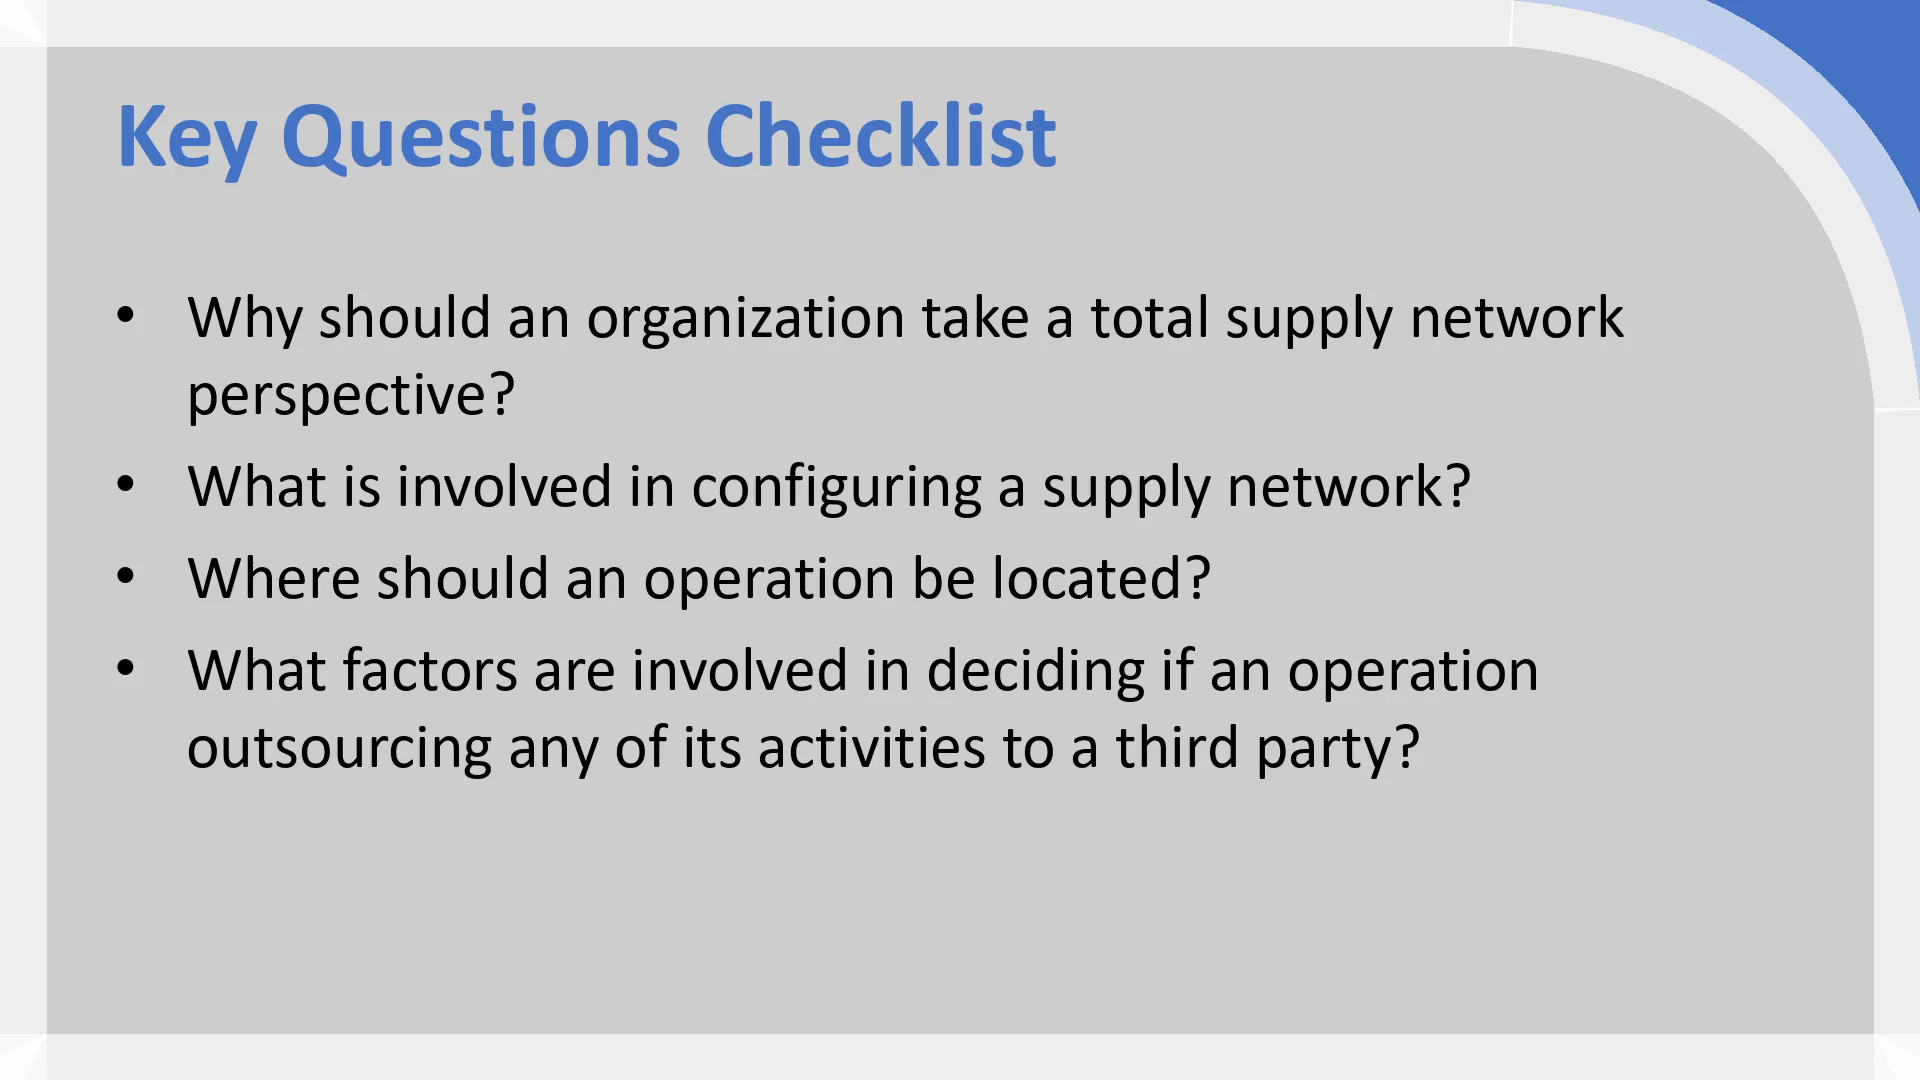 Key Questions Checklist
• Why should an organization take a total supply network
perspective?
• What is involved in configuring a supply network?
• Where should an operation be located?
• What factors are involved in deciding if an operation
outsourcing any of its activities to a third party?